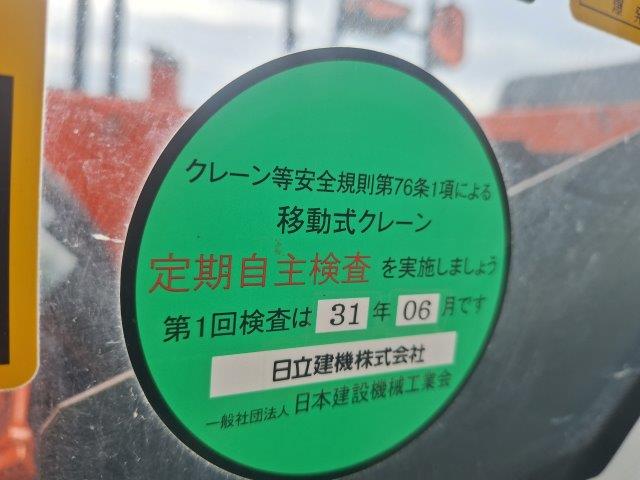 クレーン等安全規則第76条1項による
移動式クレーン
定期自主検査 を実施しましょう
第1回検査は 31 年 06 月です
日立建機株式会社
一般社団法人 日本建設機械工業会